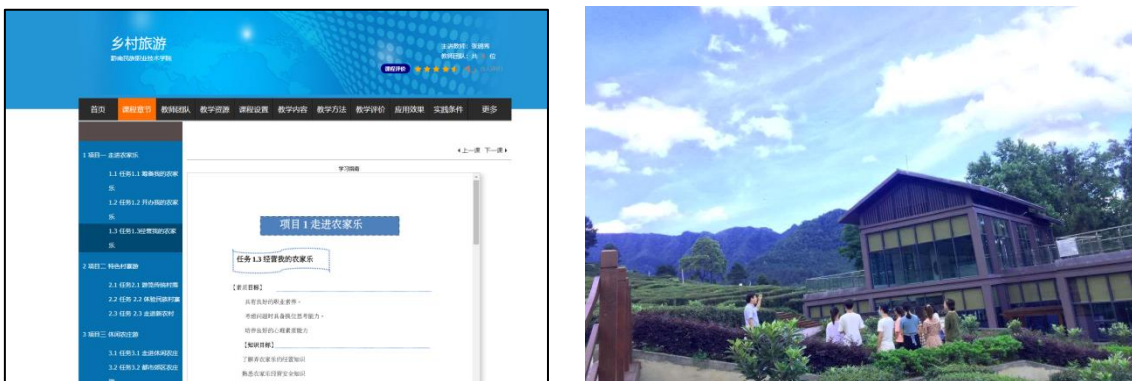 乡村旅游
黔南民族职业技术学院
主讲教师:
教师团队:共 位
课程评价
首页 课程章节 教师团队 教学资源 课程设置 教学内容 教学方法 教学评价 应用效果 实践条件 更多
上一课 下一课
学习指南
1 项目一 走进农家乐
1.1 任务1.1 筹备我的农家
乐
1.2 任务1.2 开办我的农家
乐
1.3 任务1.3经营我的农家
乐
2 项目二 特色村寨游
2.1 任务2.1 游览传统村落
2.2 任务 2.2 体验民族村寨
2.3 任务 2.3 走进新农村
3 项目三 休闲农庄游
3.1 任务3.1 走进休闲农庄
3.2 任务3.2 都市郊区农庄
项目 1 走进农家乐
任务 1.3 经营我的农家乐
【素质目标】
具有良好的职业素养。
考虑问题时具备换位思考能力。
培养良好的心理素质能力
【知识目标】
了解弄农家乐的经营知识
熟悉农家乐经营安全知识